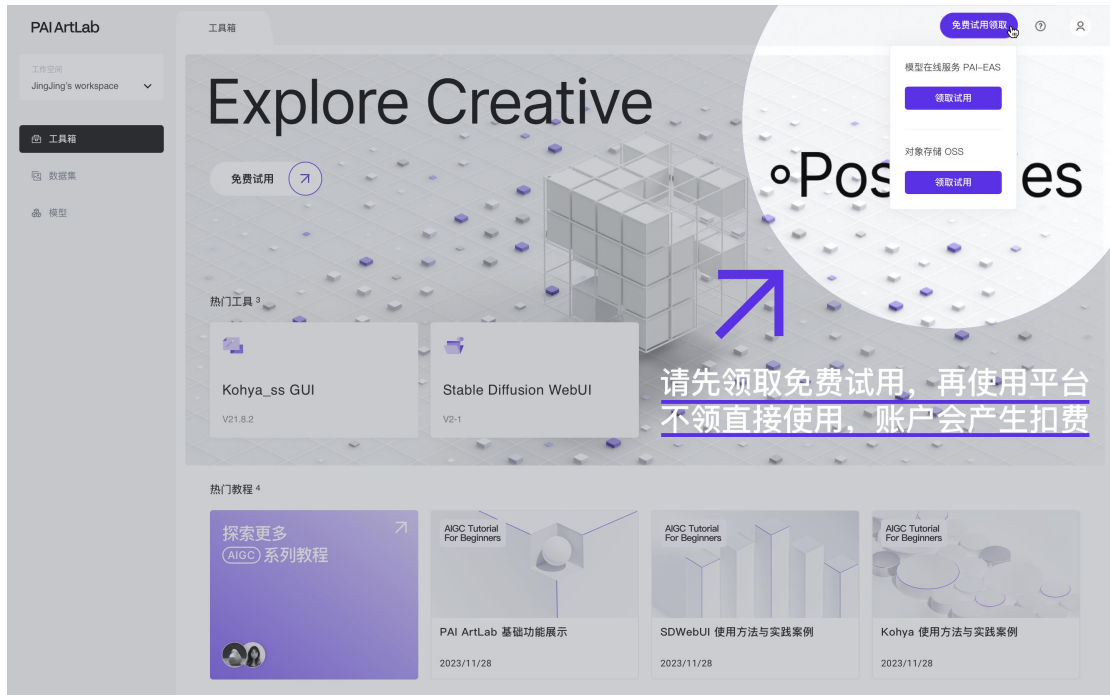 PAI ArtLab
工具箱
免费试用领取
工作空间
JingJing's workspace
工具箱
数据集
模型
模型在线服务 PAI-EAS
领取试用
对象存储 OSS
领取试用
Explore Creative
免费试用
热门工具 3
Kohya_ss GUI
V21.8.2
Stable Diffusion WebUI
V2-1
请先领取免费试用，再使用平台
不领直接使用，账户会产生扣费
热门教程 4
探索更多
AIGC 系列教程
AIGC Tutorial
For Beginners
PAI ArtLab 基础功能展示
2023/11/28
AIGC Tutorial
For Beginners
SDWebUI 使用方法与实践案例
2023/11/28
AIGC Tutorial
For Beginners
Kohya 使用方法与实践案例
2023/11/28